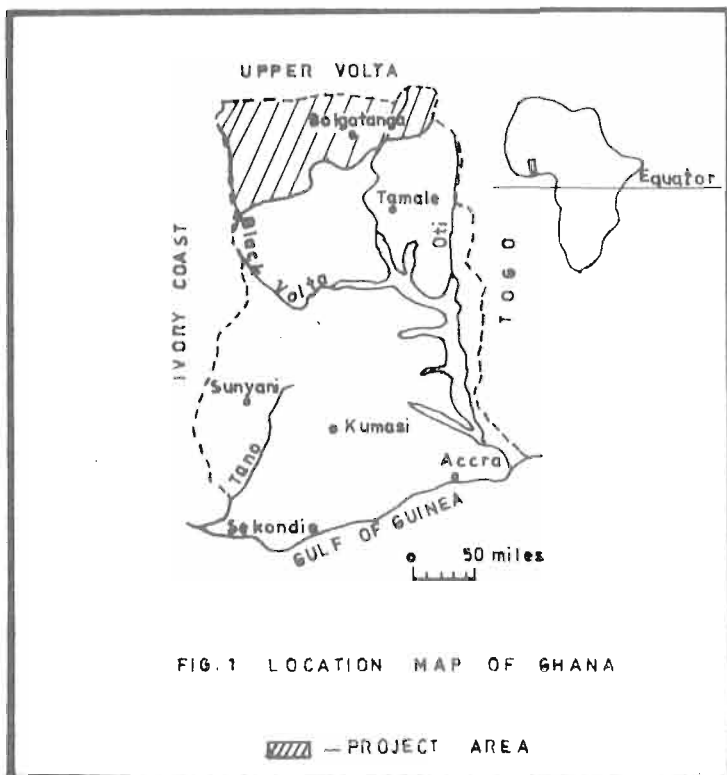 UPPER VOLTA
Bolgatanga
Equator
Tamale
Oti
Black Volta
TOGO
IVORY COAST
Sunyani
Kumasi
Tano
Accra
Sekondi
GULF OF GUINEA
0 50 miles
FIG. 1 LOCATION MAP OF GHANA
— PROJECT AREA